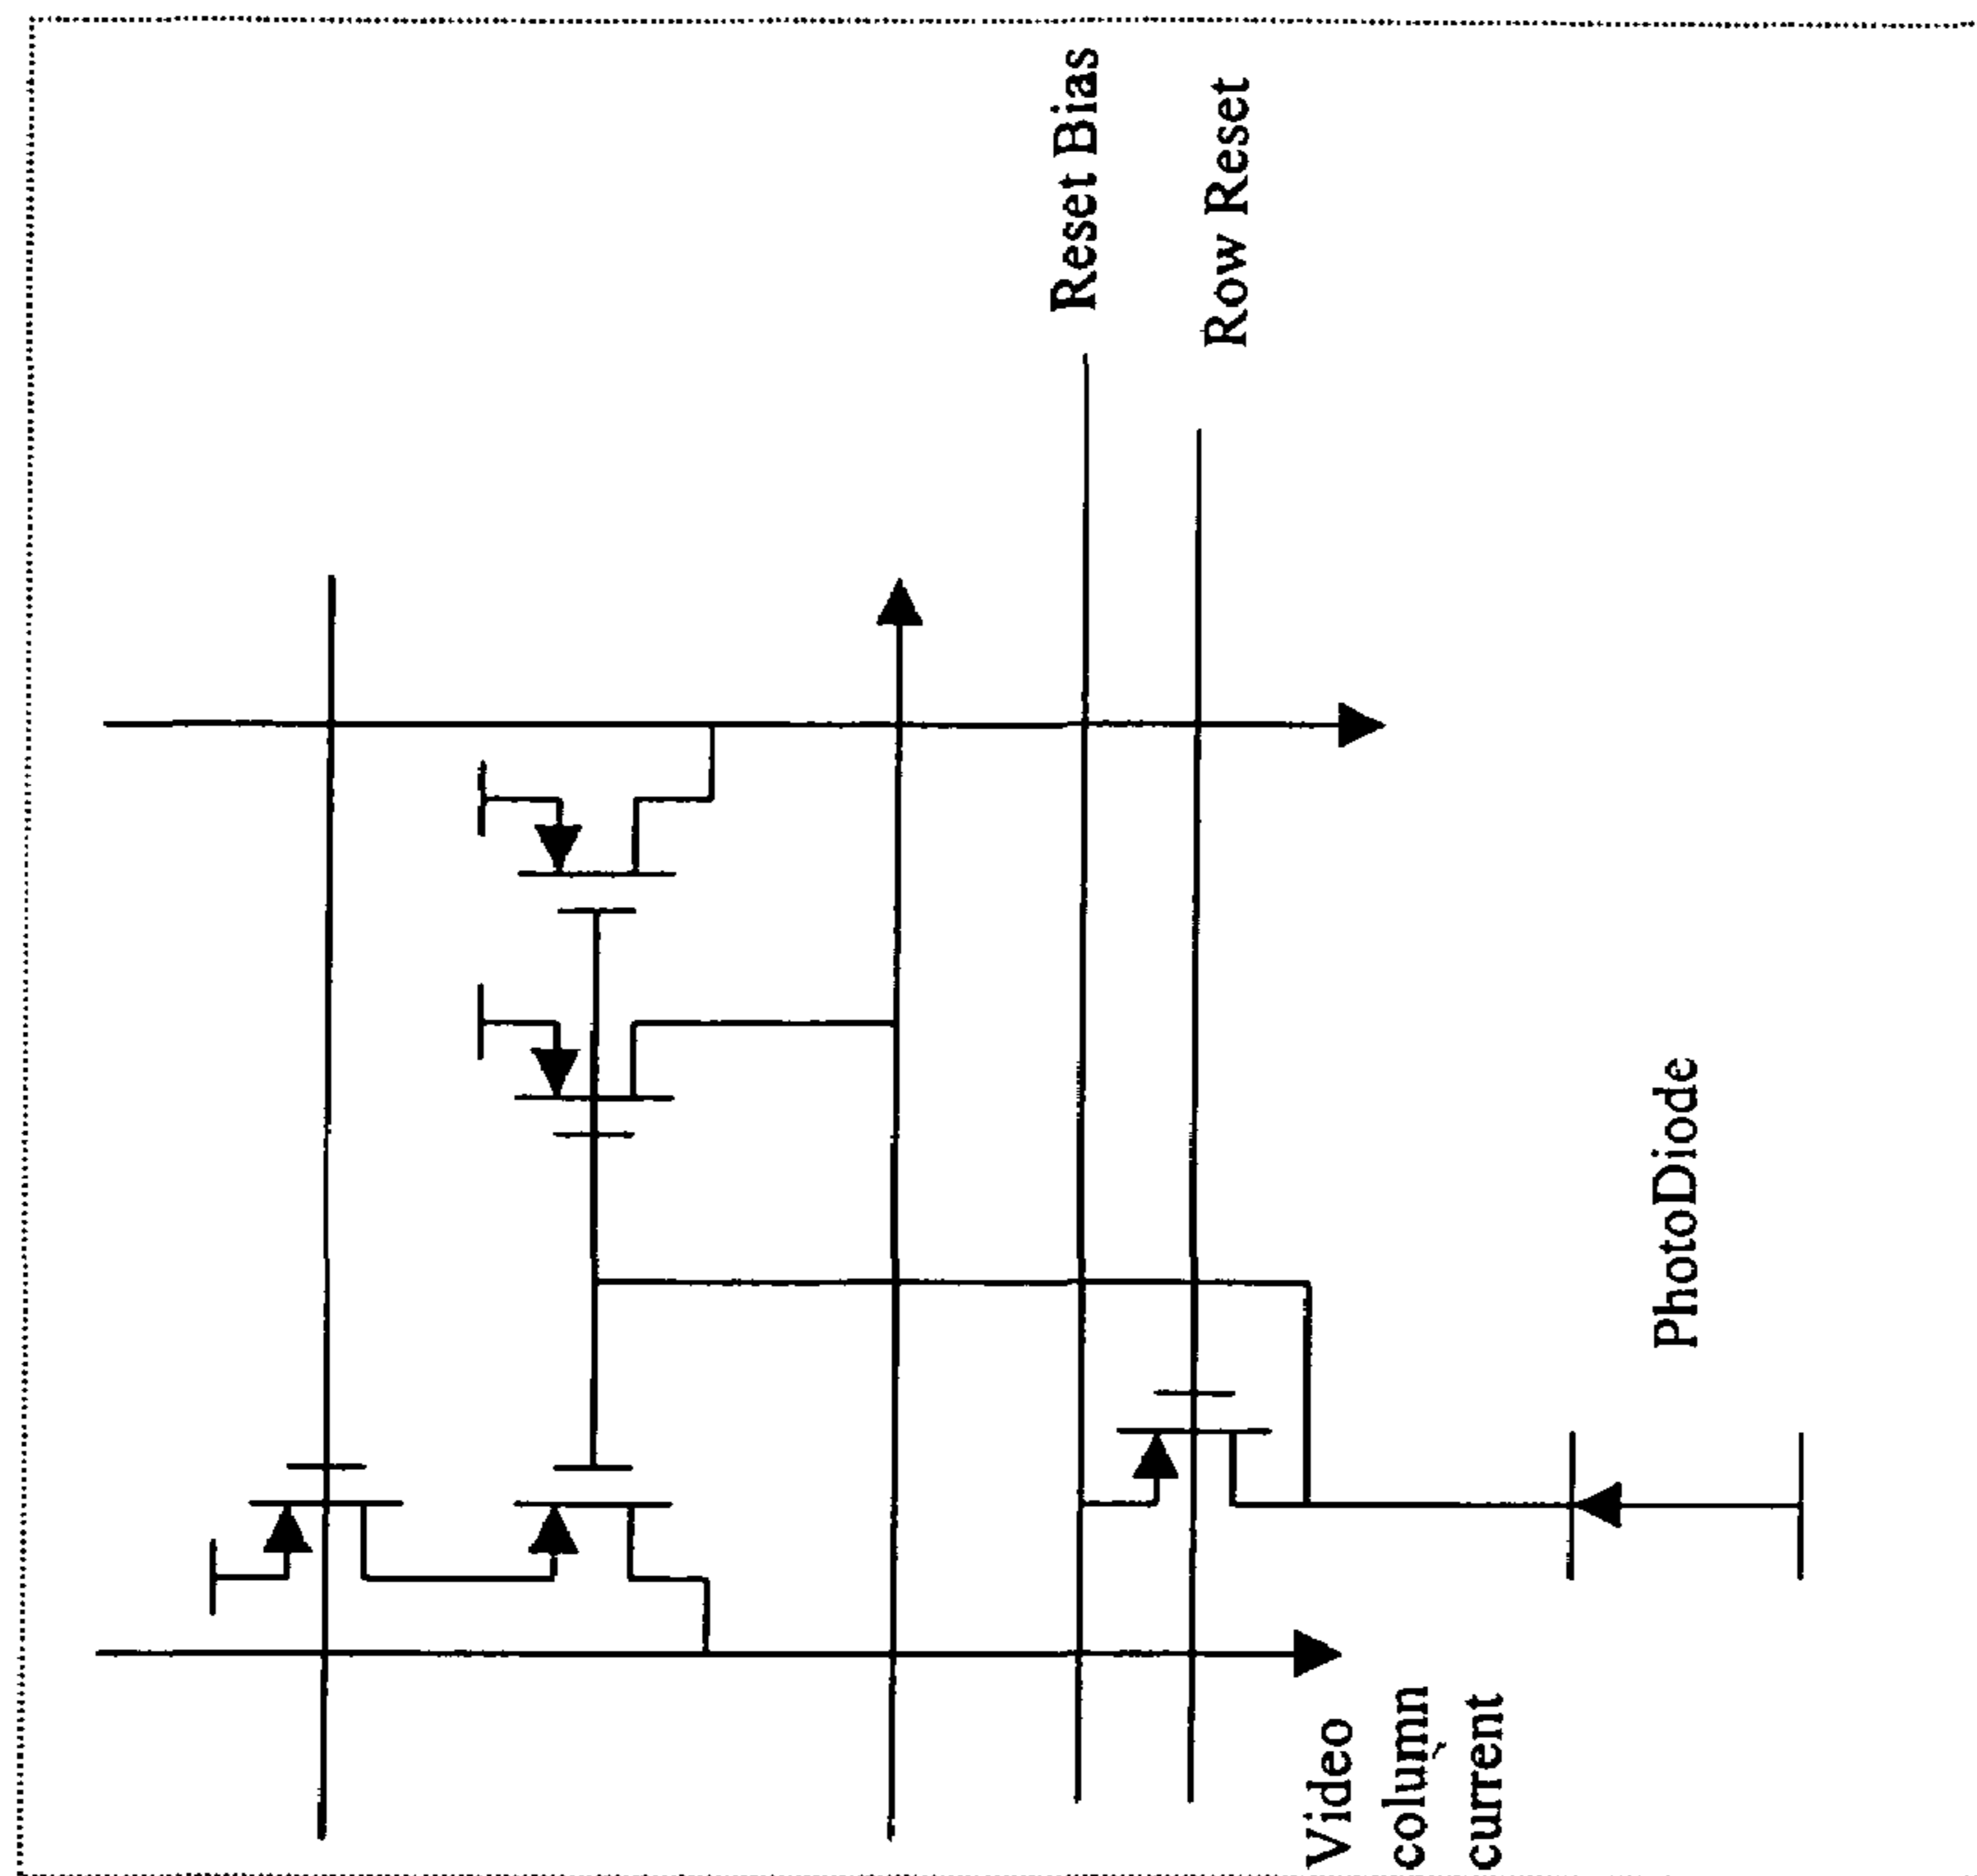 Reset Bias
Row Reset
PhotoDiode
Video
column
current